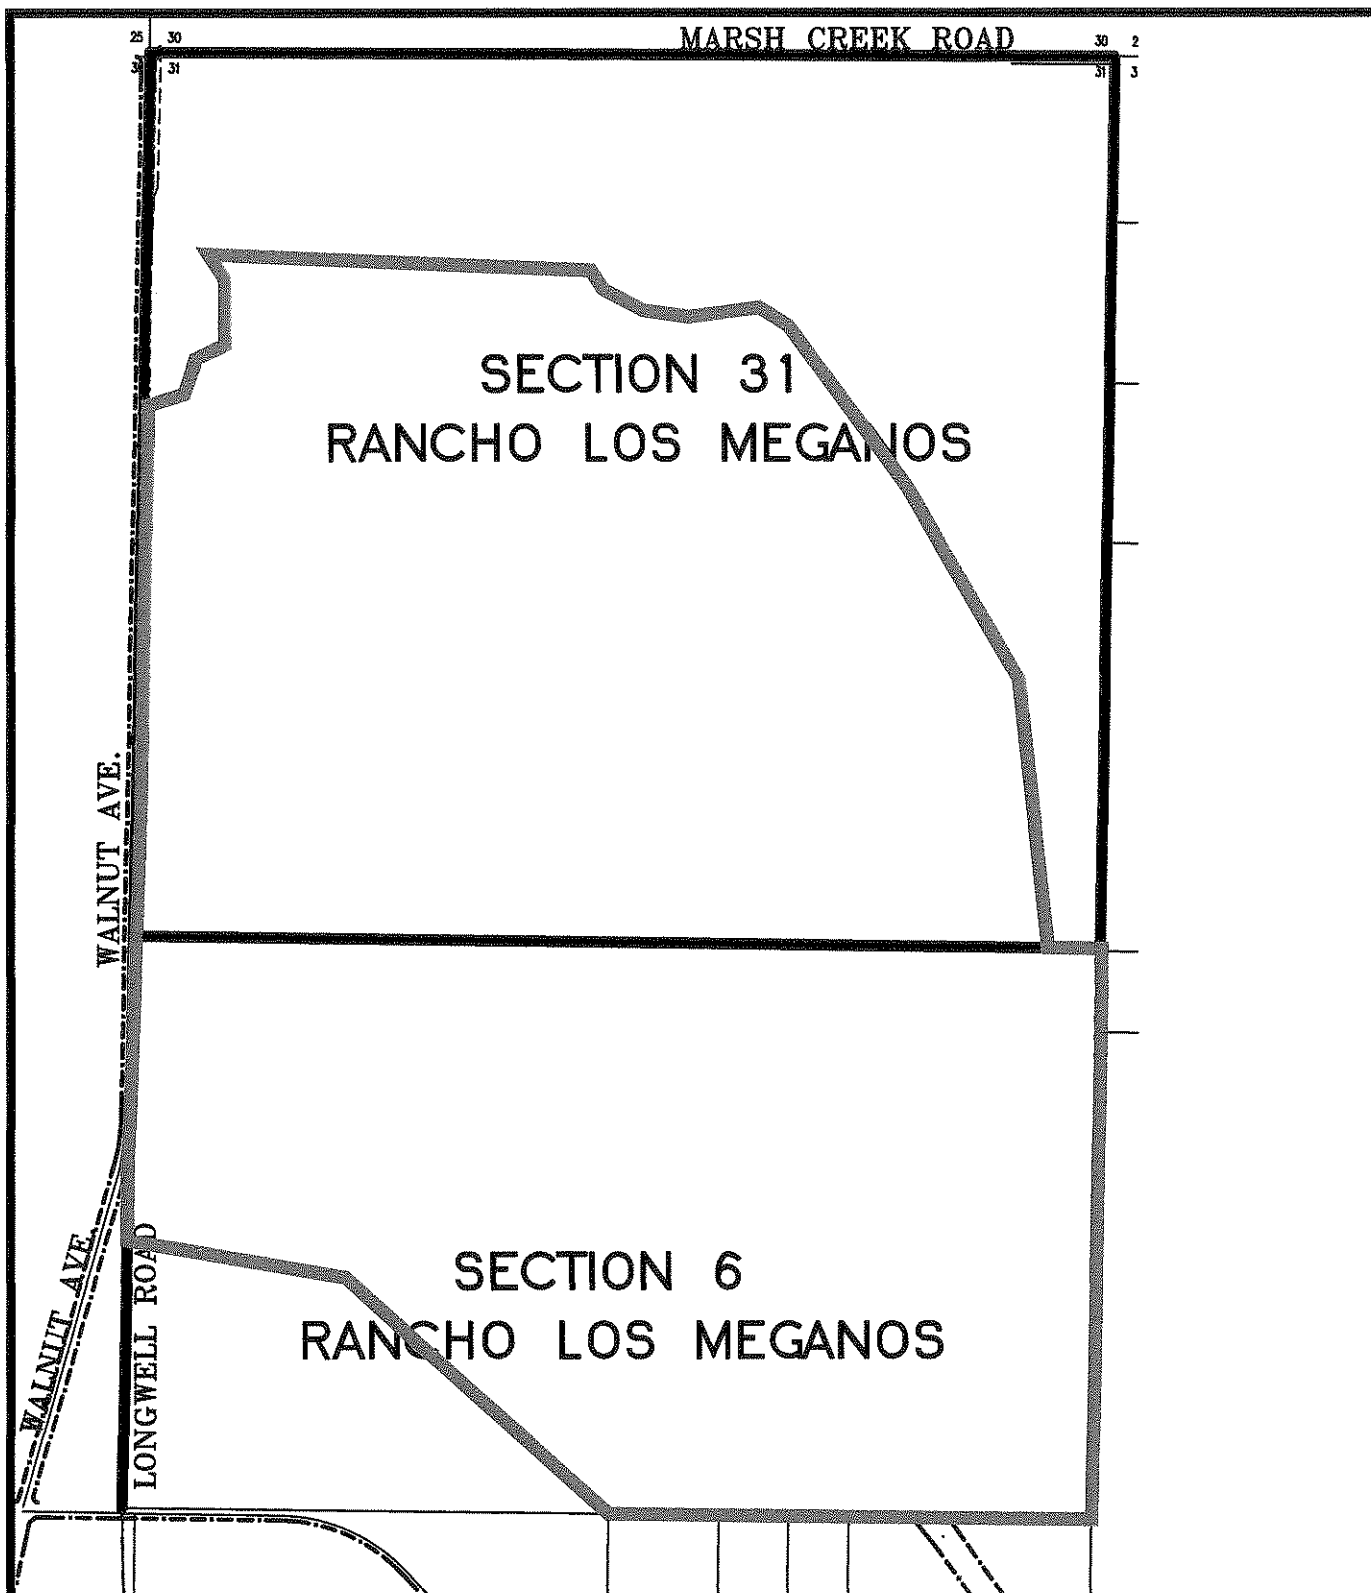 MARSH CREEK ROAD
25 30
30 2
36 31
31 3
SECTION 31
RANCHO LOS MEGANOS
WALNUT AVE.
SECTION 6
RANCHO LOS MEGANOS
WALNUT AVE.
LONGWELL ROAD